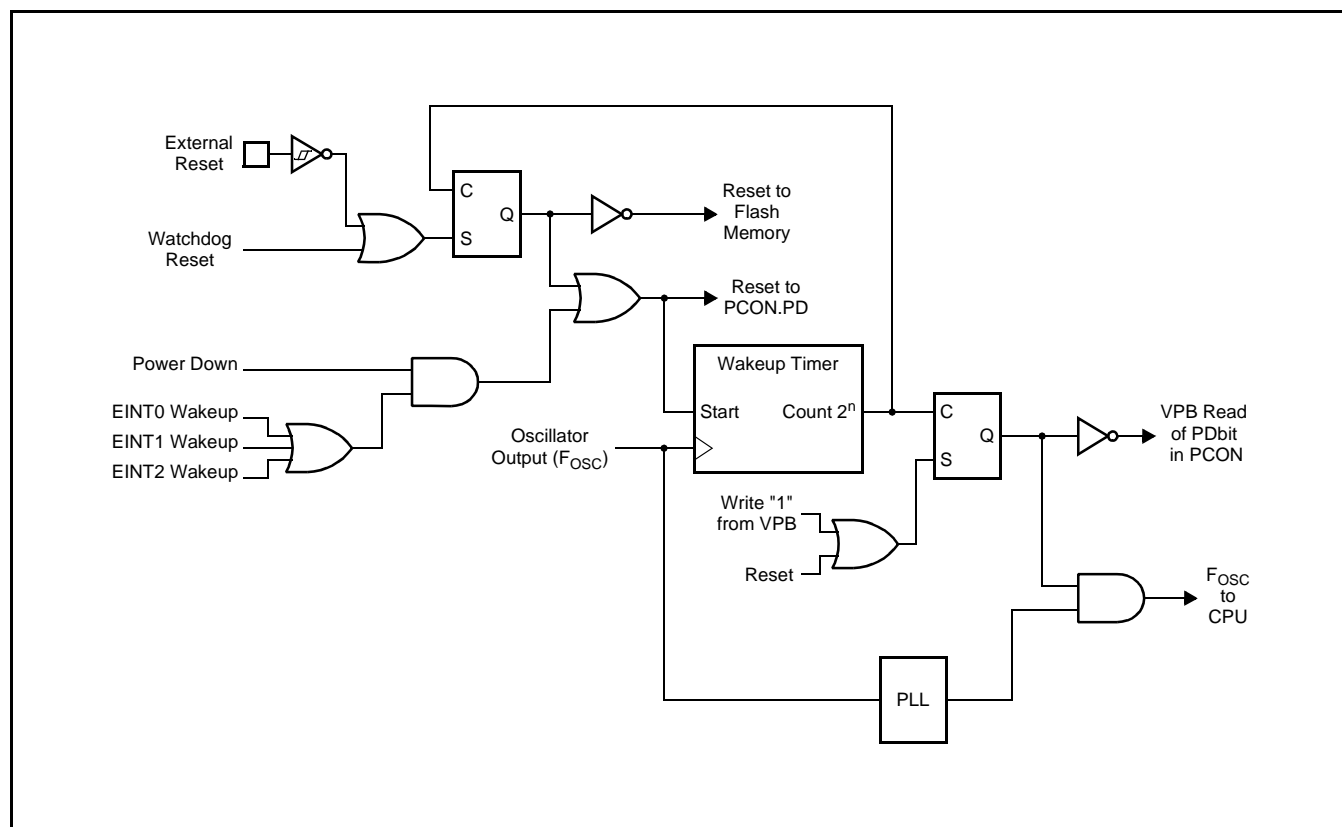 External
Reset
Watchdog
Reset
C
Q
S
Reset to
Flash
Memory
Reset to
PCON.PD
Power Down
EINT0 Wakeup
EINT1 Wakeup
EINT2 Wakeup
Wakeup Timer
Start
Count 2ⁿ
Oscillator
Output (F_OSC)
C
Q
S
VPB Read
of PDbit
in PCON
Write "1"
from VPB
Reset
F_OSC
to
CPU
PLL